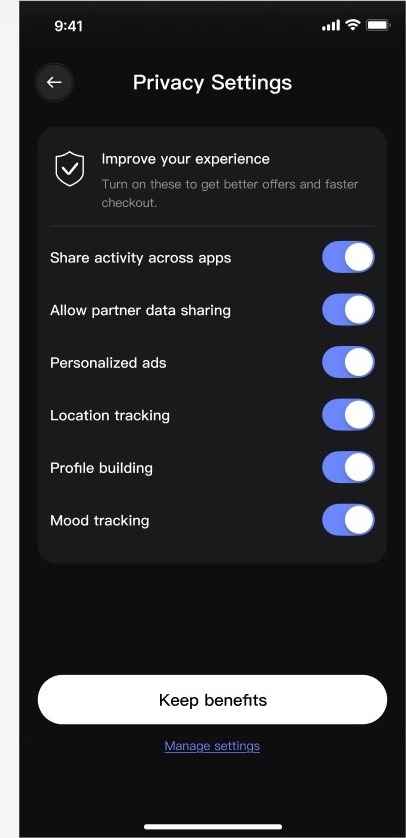 9:41
Privacy Settings
Improve your experience
Turn on these to get better offers and faster
checkout.
Share activity across apps
Allow partner data sharing
Personalized ads
Location tracking
Profile building
Mood tracking
Keep benefits
Manage settings